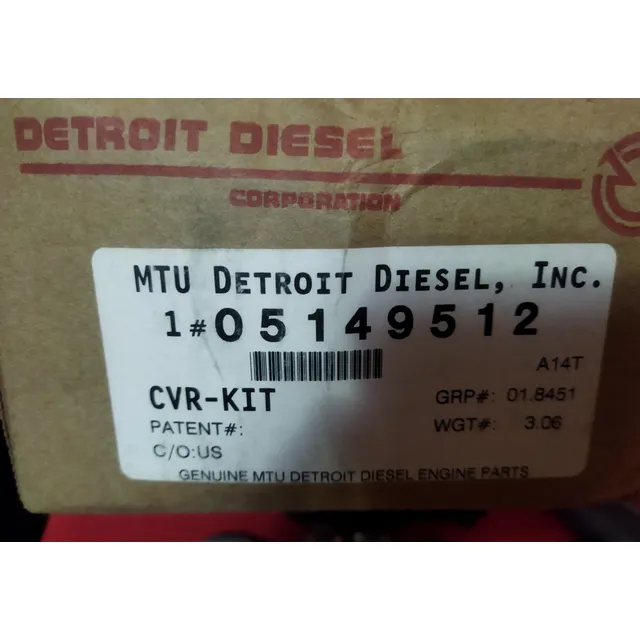 DETROIT DIESEL
CORPORATION
MTU DETROIT DIESEL, INC.
1#05149512
A14T
CVR-KIT
GRP#: 01.8451
PATENT#:
WGT#: 3.06
C/O:US
GENUINE MTU DETROIT DIESEL ENGINE PARTS